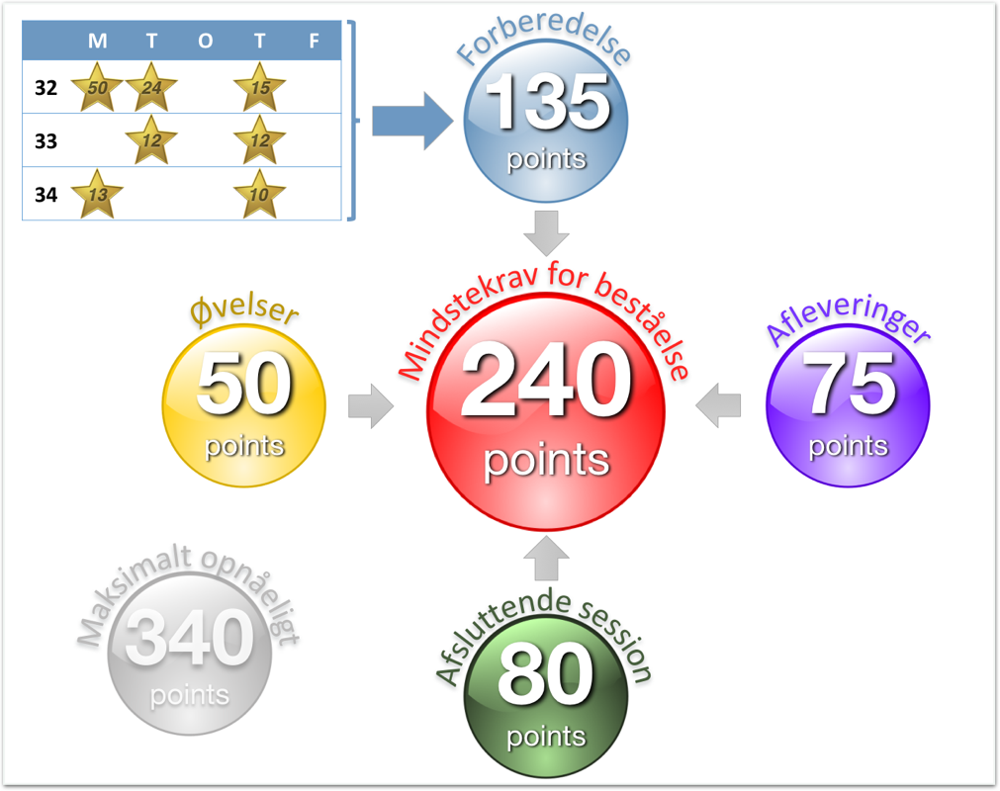 M T O T F
32 50 24 15
33 12 12
34 13 10
Forberedelse
135
points
Mindstekrav for beståelse
240
points
Øvelser
50
points
Afleveringer
75
points
Maksimalt opnåeligt
340
points
Afsluttende session
80
points